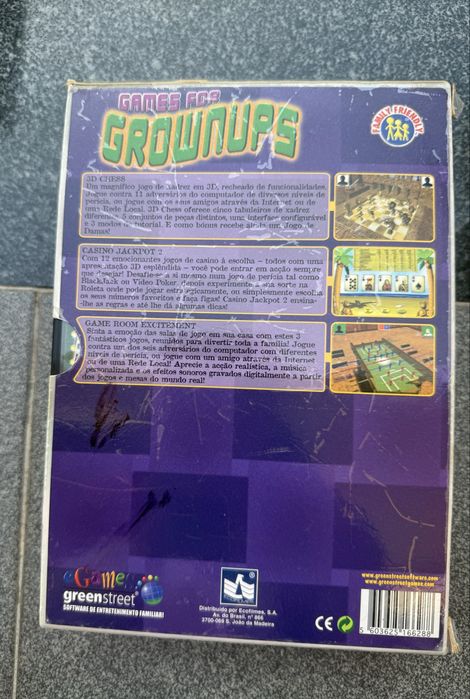 GAMES FOR
GROWNUPS
FAMILY FRIENDLY
3D CHESS
Um magnífico jogo de Xadrez em 3D, recheado de funcionalidades.
Jogue contra 11 adversários do computador de diversos níveis de
perícia, ou jogue com os seus amigos através da Internet ou de
uma Rede Local. 3D Chess oferece cinco tabuleiros de xadrez
diferentes, 5 conjuntos de peças distintos, uma interface configurável
e 3 modos de tutorial. E como bónus recebe ainda um Jogo de
Damas!
CASINO JACKPOT 2
Com 12 emocionantes jogos de casino à escolha - todos com uma
apresentação 3D esplêndida - você pode entrar em acção sempre
que desejar! Desafie-se a si mesmo num jogo de perícia tal como
BlackJack ou Video Poker, depois experimente a sua sorte na
Roleta onde pode jogar estrategicamente, ou simplesmente escolha
os seus números favoritos e faça figas! Casino Jackpot 2 ensina-
lhe as regras e até lhe dá algumas dicas!
GAME ROOM EXCITEMENT
Sinta a emoção das salas de jogo em sua casa com estes 3
fantásticos jogos, reunidos para divertir toda a família! Jogue
contra um dos seis adversários do computador com diferentes
níveis de perícia, ou jogue com um amigo através da Internet
ou de uma Rede Local! Aprecie a acção realística, a música
personalizada e os efeitos sonoros gravados digitalmente a partir
dos jogos e mesas do mundo real!
eGames
greenstreet
SOFTWARE DE ENTRETENIMENTO FAMILIAR!
Distribuído por Ecofilmes, S.A.
Av. do Brasil, nº 866
3700-068 S. João da Madeira
www.greenstreetsoftware.com
www.greenstreetgames.com
CE
5 603625 166288